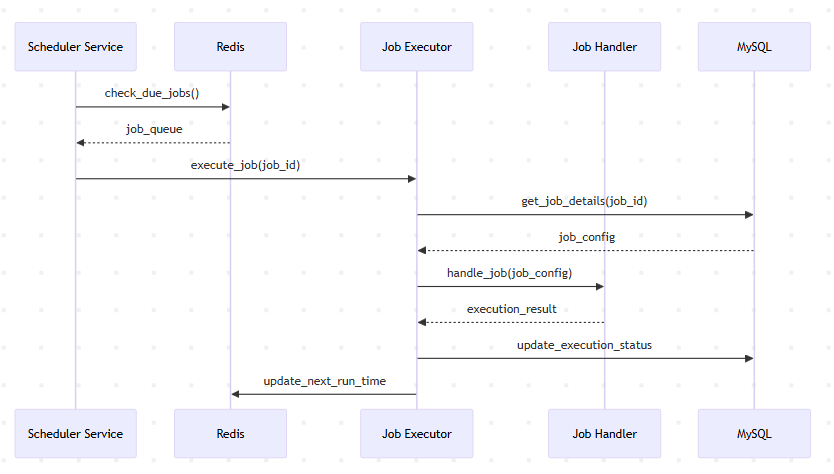 Scheduler Service
Redis
Job Executor
Job Handler
MySQL
check_due_jobs()
job_queue
execute_job(job_id)
get_job_details(job_id)
job_config
handle_job(job_config)
execution_result
update_execution_status
update_next_run_time
Scheduler Service
Redis
Job Executor
Job Handler
MySQL